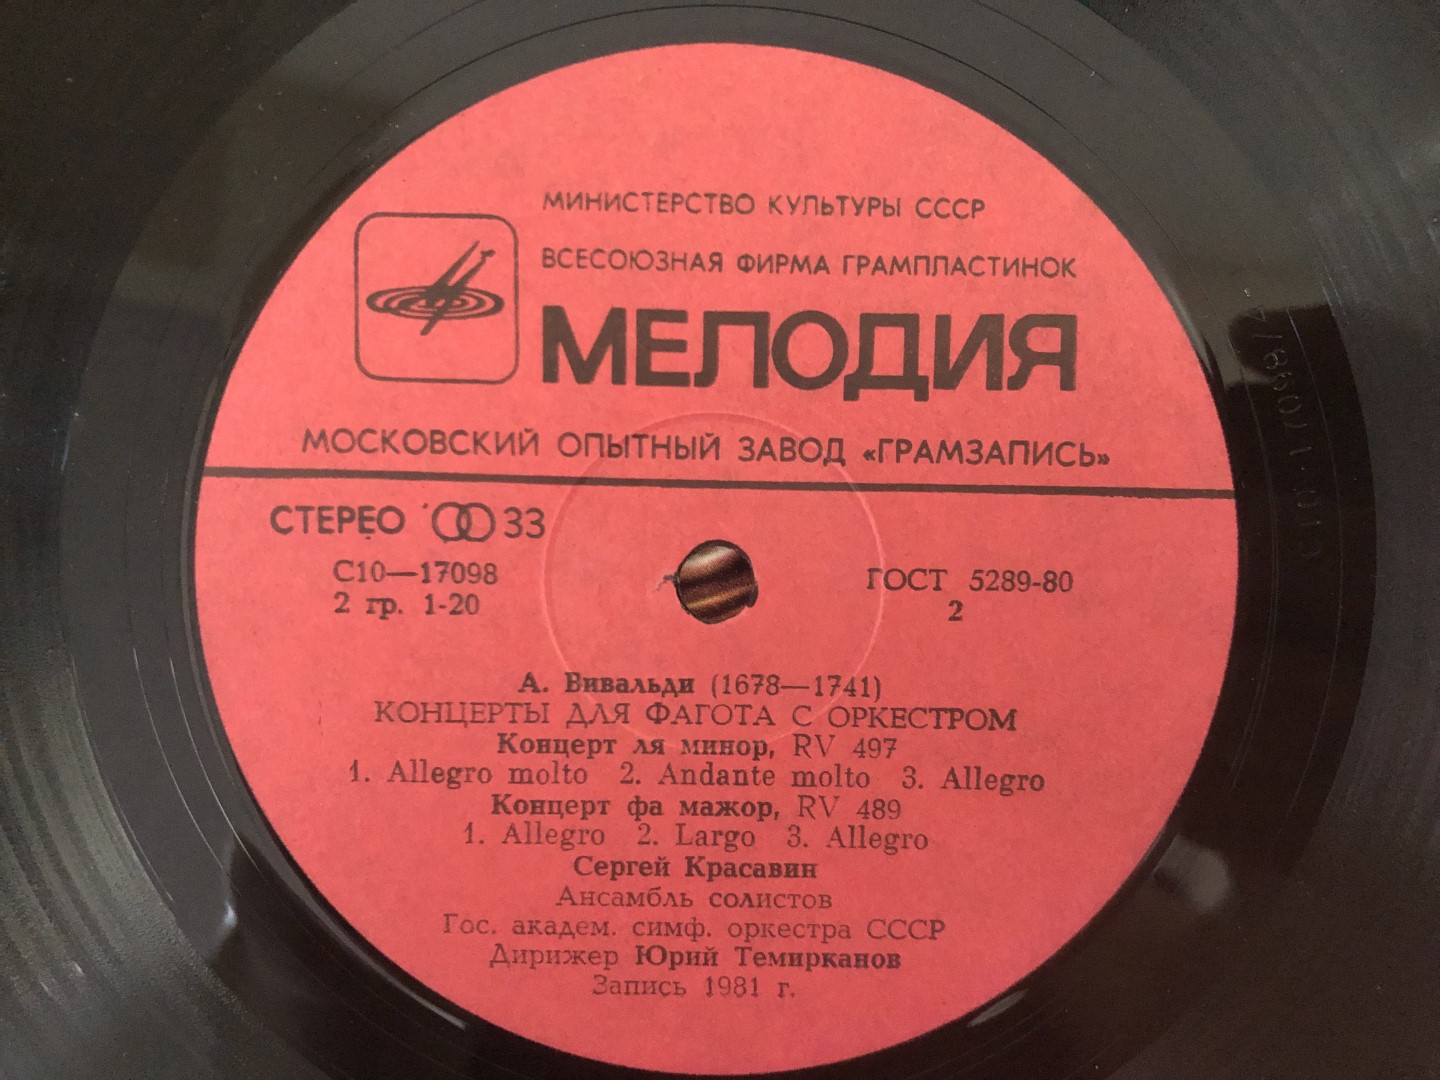 МИНИСТЕРСТВО КУЛЬТУРЫ СССР
ВСЕСОЮЗНАЯ ФИРМА ГРАМПЛАСТИНОК
МЕЛОДИЯ
МОСКОВСКИЙ ОПЫТНЫЙ ЗАВОД «ГРАМЗАПИСЬ»
СТЕРЕО 33
С10—17098
2 гр. 1-20
ГОСТ 5289-80
2
А. Вивальди (1678—1741)
КОНЦЕРТЫ ДЛЯ ФАГОТА С ОРКЕСТРОМ
Концерт ля минор, RV 497
1. Allegro molto 2. Andante molto 3. Allegro
Концерт фа мажор, RV 489
1. Allegro 2. Largo 3. Allegro
Сергей Красавин
Ансамбль солистов
Гос. академ. симф. оркестра СССР
Дирижер Юрий Темирканов
Запись 1981 г.